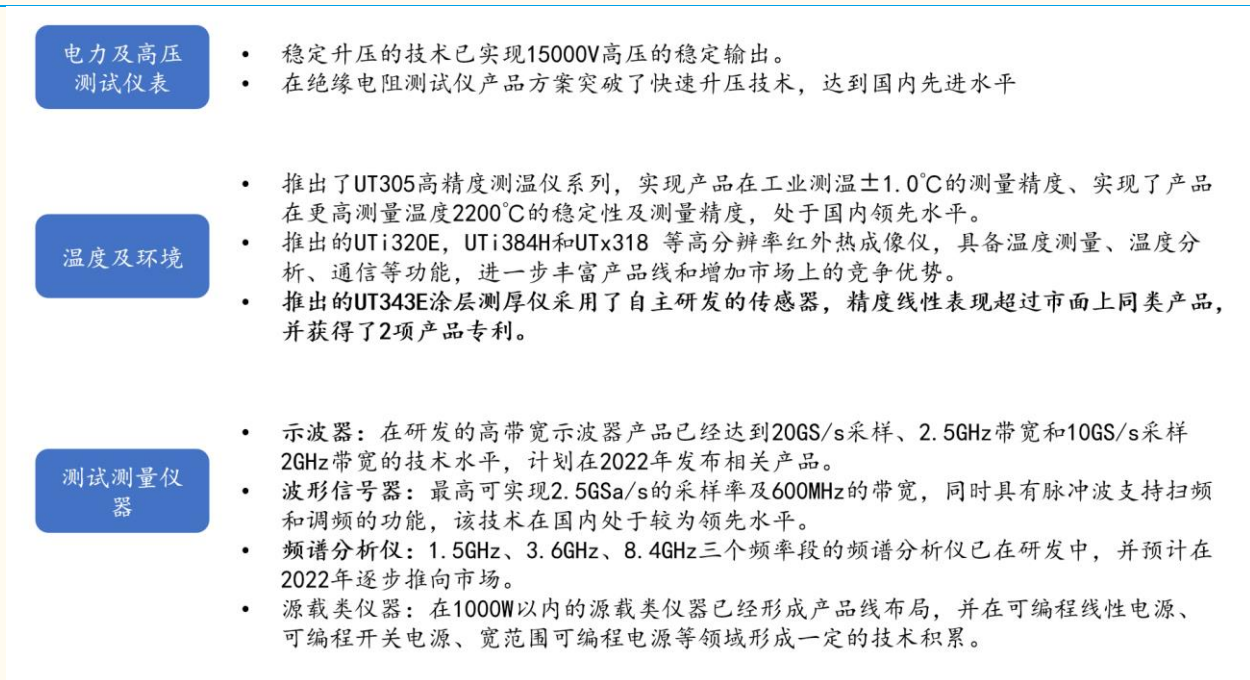 电力及高压
测试仪表
• 稳定升压的技术已实现15000V高压的稳定输出。
• 在绝缘电阻测试仪产品方案突破了快速升压技术，达到国内先进水平
温度及环境
• 推出了UT305高精度测温仪系列，实现产品在工业测温±1.0℃的测量精度、实现了产品
在更高测量温度2200℃的稳定性及测量精度，处于国内领先水平。
• 推出的UTi320E，UTi384H和UTx318 等高分辨率红外热成像仪，具备温度测量、温度分
析、通信等功能，进一步丰富产品线和增加市场上的竞争优势。
• 推出的UT343E涂层测厚仪采用了自主研发的传感器，精度线性表现超过市面上同类产品，
并获得了2项产品专利。
测试测量仪
器
• 示波器：在研发的高带宽示波器产品已经达到20GS/s采样、2.5GHz带宽和10GS/s采样
2GHz带宽的技术水平，计划在2022年发布相关产品。
• 波形信号器：最高可实现2.5GSa/s的采样率及600MHz的带宽，同时具有脉冲波支持扫频
和调频的功能，该技术在国内处于较为领先水平。
• 频谱分析仪：1.5GHz、3.6GHz、8.4GHz三个频率段的频谱分析仪已在研发中，并预计在
2022年逐步推向市场。
• 源载类仪器：在1000W以内的源载类仪器已经形成产品线布局，并在可编程线性电源、
可编程开关电源、宽范围可编程电源等领域形成一定的技术积累。